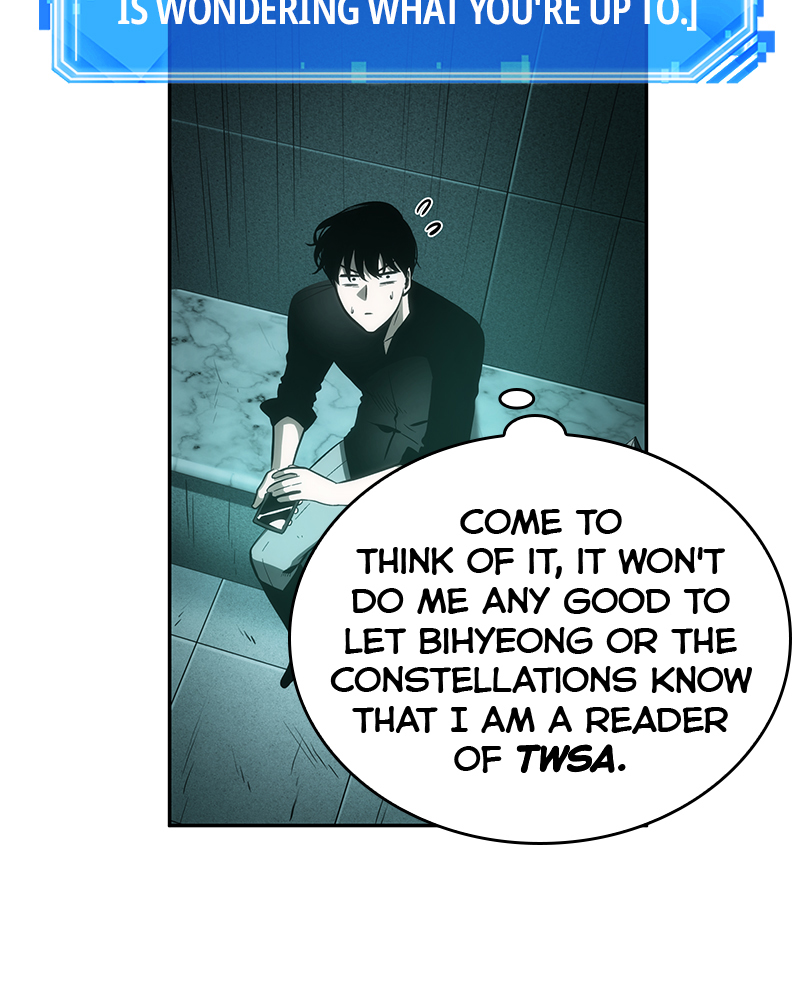 IS WONDERING WHAT YOU'RE UP TO.]
COME TO
THINK OF IT, IT WON'T
DO ME ANY GOOD TO
LET BIHYEONG OR THE
CONSTELLATIONS KNOW
THAT I AM A READER
OF TWSA.